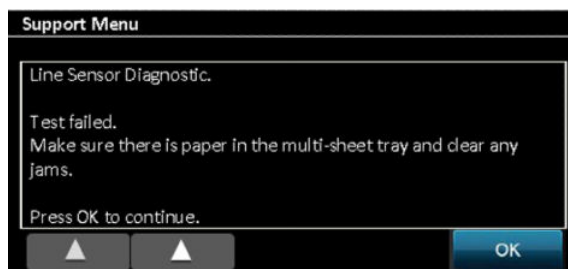 Support Menu
Line Sensor Diagnostic.
Test failed.
Make sure there is paper in the multi-sheet tray and clear any
jams.
Press OK to continue.
OK